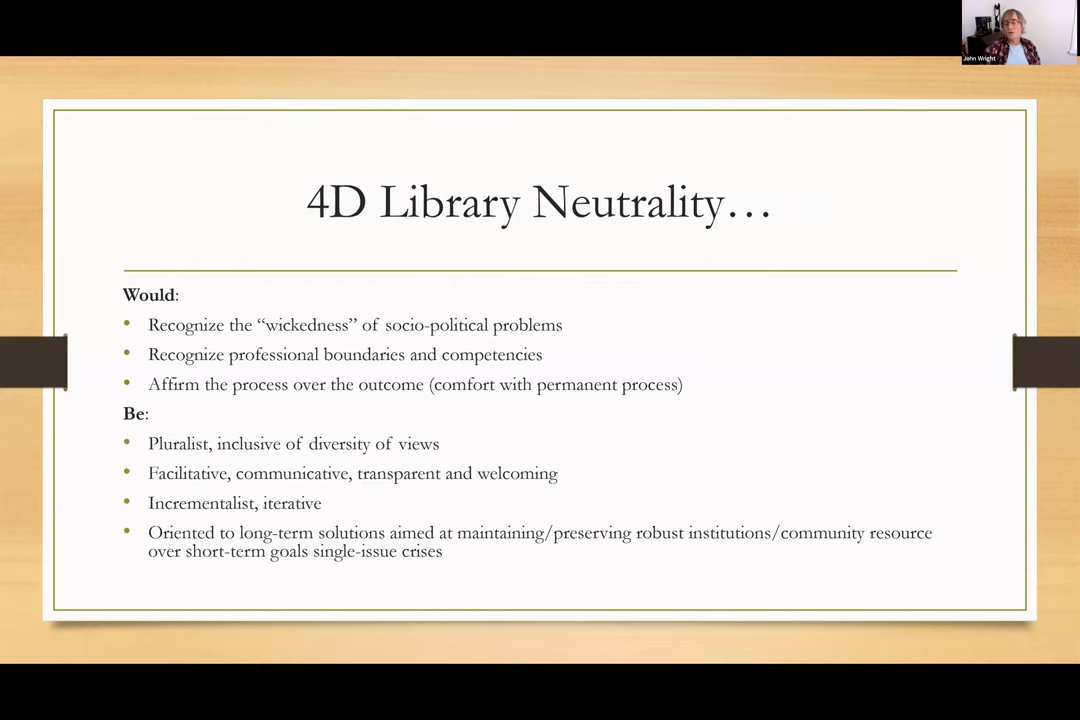 John Wright
4D Library Neutrality…
Would:
• Recognize the “wickedness” of socio-political problems
• Recognize professional boundaries and competencies
• Affirm the process over the outcome (comfort with permanent process)
Be:
• Pluralist, inclusive of diversity of views
• Facilitative, communicative, transparent and welcoming
• Incrementalist, iterative
• Oriented to long-term solutions aimed at maintaining/preserving robust institutions/community resource
over short-term goals single-issue crises